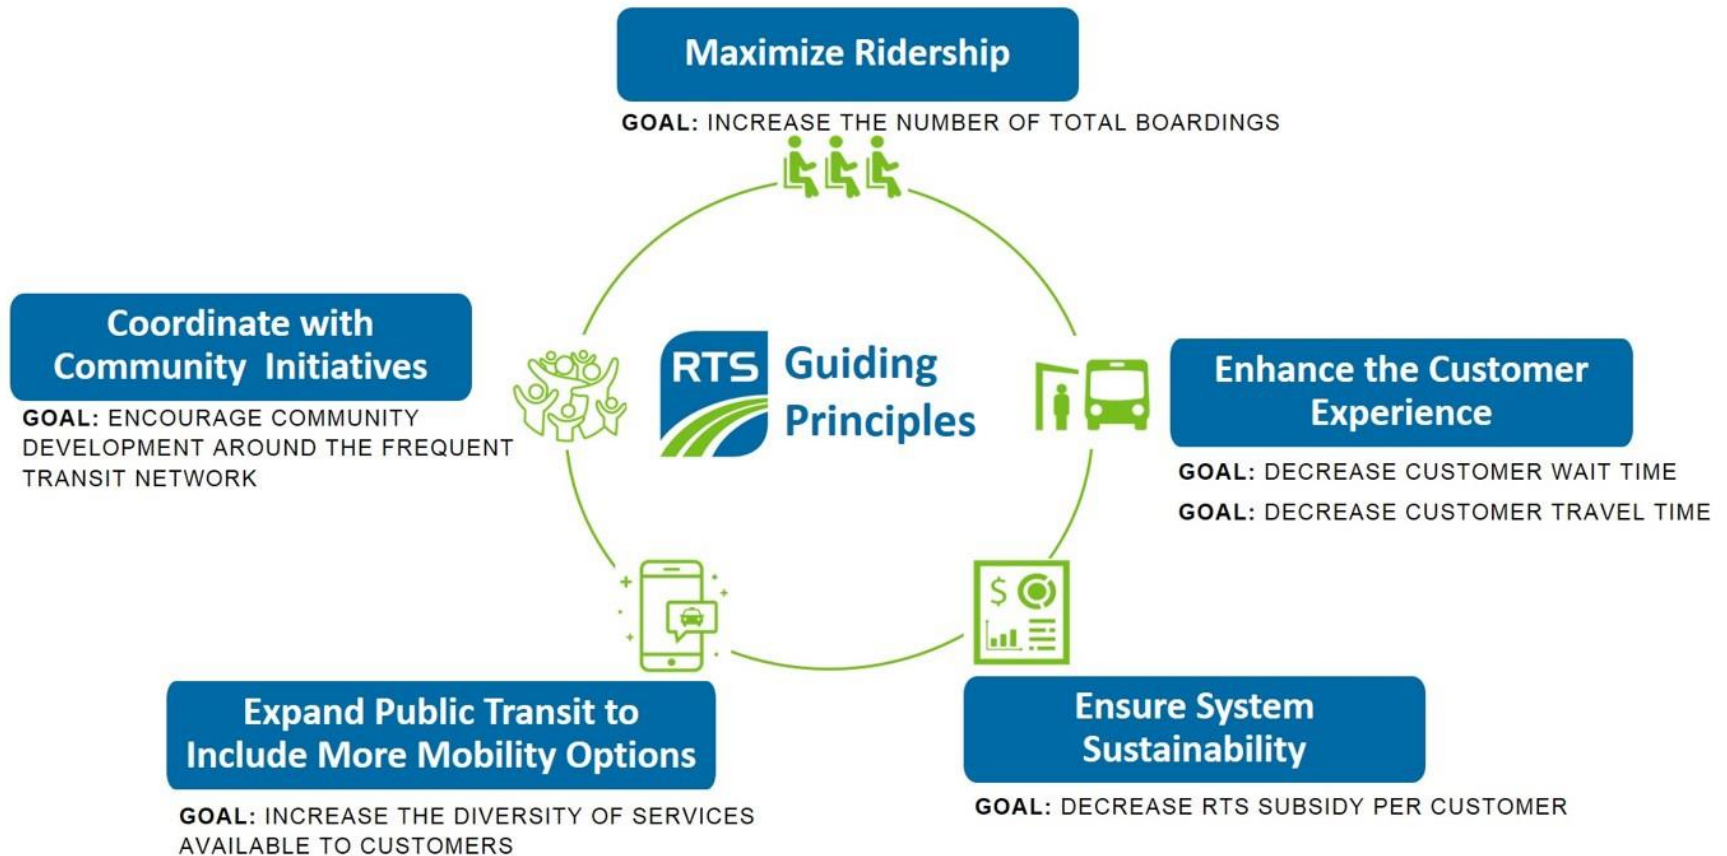 Maximize Ridership
GOAL: INCREASE THE NUMBER OF TOTAL BOARDINGS
Coordinate with
Community Initiatives
GOAL: ENCOURAGE COMMUNITY
DEVELOPMENT AROUND THE FREQUENT
TRANSIT NETWORK
RTS
Guiding
Principles
Enhance the Customer
Experience
GOAL: DECREASE CUSTOMER WAIT TIME
GOAL: DECREASE CUSTOMER TRAVEL TIME
$
Expand Public Transit to
Include More Mobility Options
GOAL: INCREASE THE DIVERSITY OF SERVICES
AVAILABLE TO CUSTOMERS
Ensure System
Sustainability
GOAL: DECREASE RTS SUBSIDY PER CUSTOMER